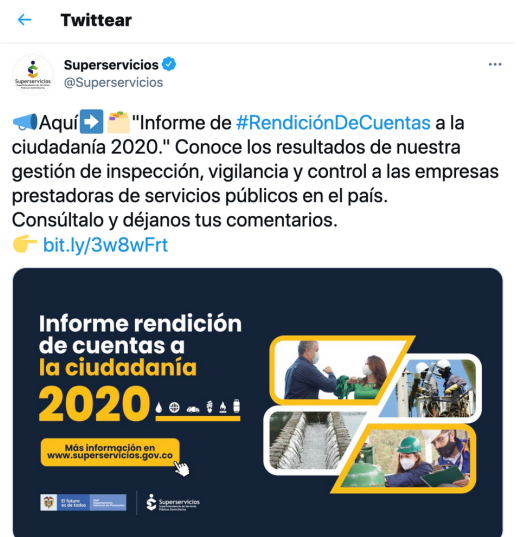 Twittear
Superservicios
@Superservicios
Aquí "Informe de #RendiciónDeCuentas a la
ciudadanía 2020." Conoce los resultados de nuestra
gestión de inspección, vigilancia y control a las empresas
prestadoras de servicios públicos en el país.
Consúltalo y déjanos tus comentarios.
bit.ly/3w8wFrt
Informe rendición
de cuentas a
la ciudadanía
2020
Más información en
www.superservicios.gov.co
El futuro
es de todos
Superservicios